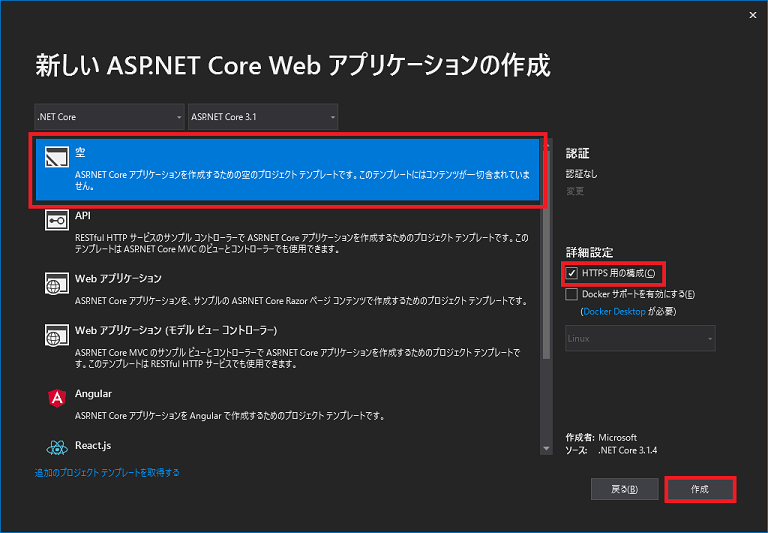 新しい ASP.NET Core Web アプリケーションの作成
.NET Core
ASP.NET Core 3.1
空
ASP.NET Core アプリケーションを作成するための空のプロジェクト テンプレートです。このテンプレートにはコンテンツが一切含まれていま
せん。
API
RESTful HTTP サービスのサンプル コントローラーで ASP.NET Core アプリケーションを作成するためのプロジェクト テンプレートです。この
テンプレートは ASP.NET Core MVC のビューとコントローラーでも使用できます。
Web アプリケーション
ASP.NET Core アプリケーションを、サンプルの ASP.NET Core Razor ページ コンテンツで作成するためのプロジェクト テンプレートです。
Web アプリケーション (モデル ビュー コントローラー)
ASP.NET Core MVC のサンプル ビューとコントローラーで ASP.NET Core アプリケーションを作成するためのプロジェクト テンプレートで
す。このテンプレートは RESTful HTTP サービスでも使用できます。
Angular
ASP.NET Core アプリケーションを Angular で作成するためのプロジェクト テンプレートです。
React.js
追加のプロジェクト テンプレートを取得する
認証
認証なし
変更
詳細設定
HTTPS 用の構成(C)
Docker サポートを有効にする(E)
(Docker Desktop が必要)
Linux
作成者: Microsoft
ソース: .NET Core 3.1.4
戻る(B)
作成